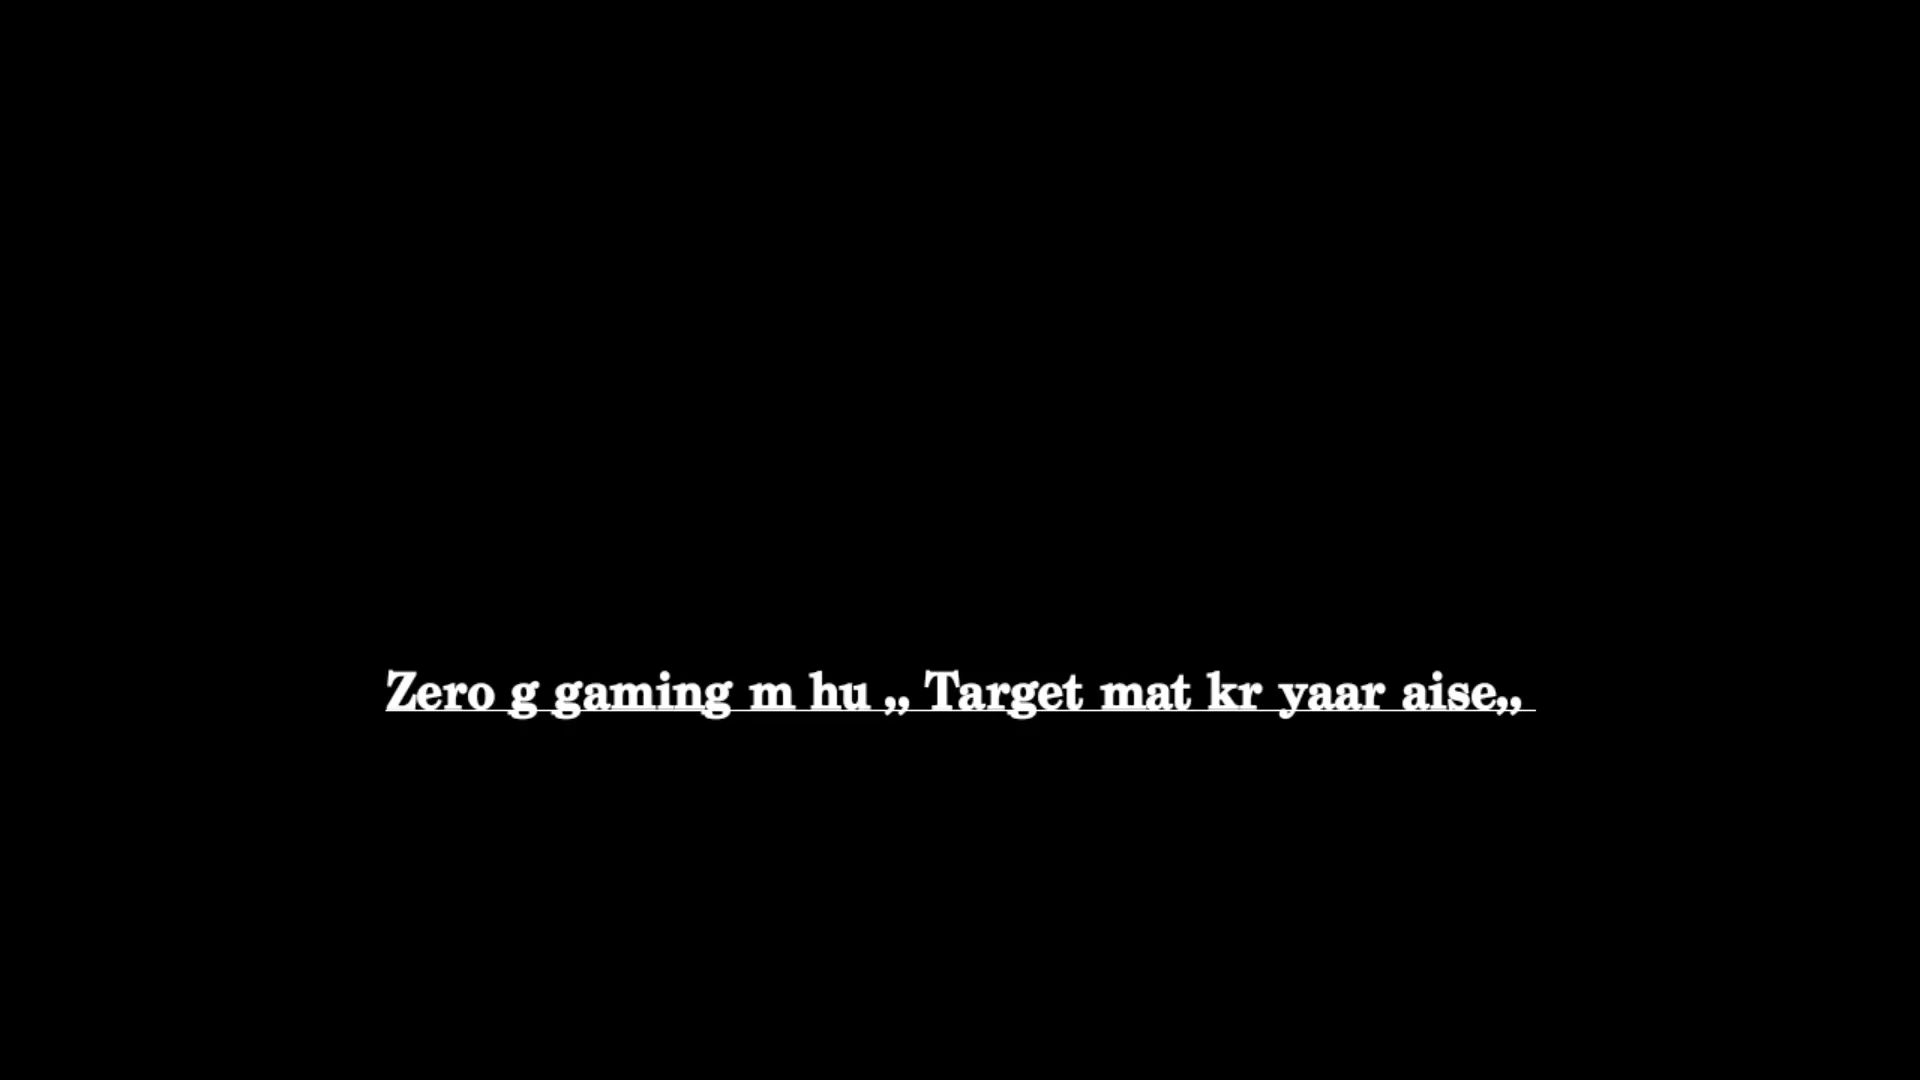 Zero g gaming m hu ,, Target mat kr yaar aise,,